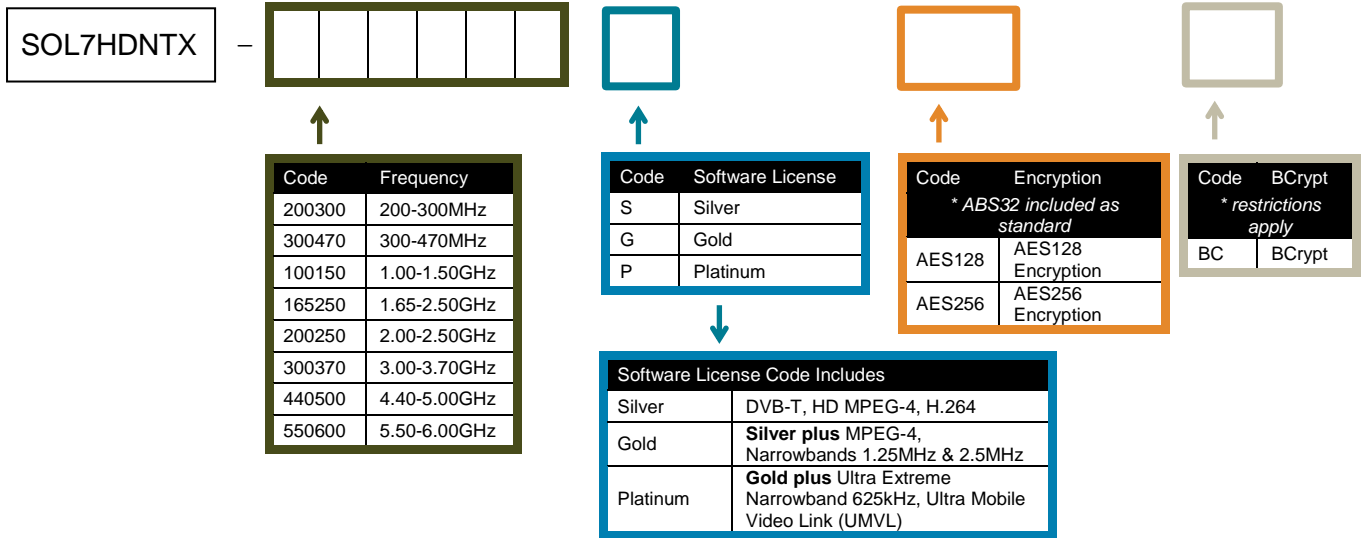 SOL7HDNTX –
Code Frequency
200300 200-300MHz
300470 300-470MHz
100150 1.00-1.50GHz
165250 1.65-2.50GHz
200250 2.00-2.50GHz
300370 3.00-3.70GHz
440500 4.40-5.00GHz
550600 5.50-6.00GHz
Code Software License
S Silver
G Gold
P Platinum
Code Encryption
* ABS32 included as
standard
AES128 AES128
Encryption
AES256 AES256
Encryption
Code BCrypt
* restrictions
apply
BC BCrypt
Software License Code Includes
Silver DVB-T, HD MPEG-4, H.264
Gold Silver plus MPEG-4,
Narrowbands 1.25MHz & 2.5MHz
Platinum Gold plus Ultra Extreme
Narrowband 625kHz, Ultra Mobile
Video Link (UMVL)